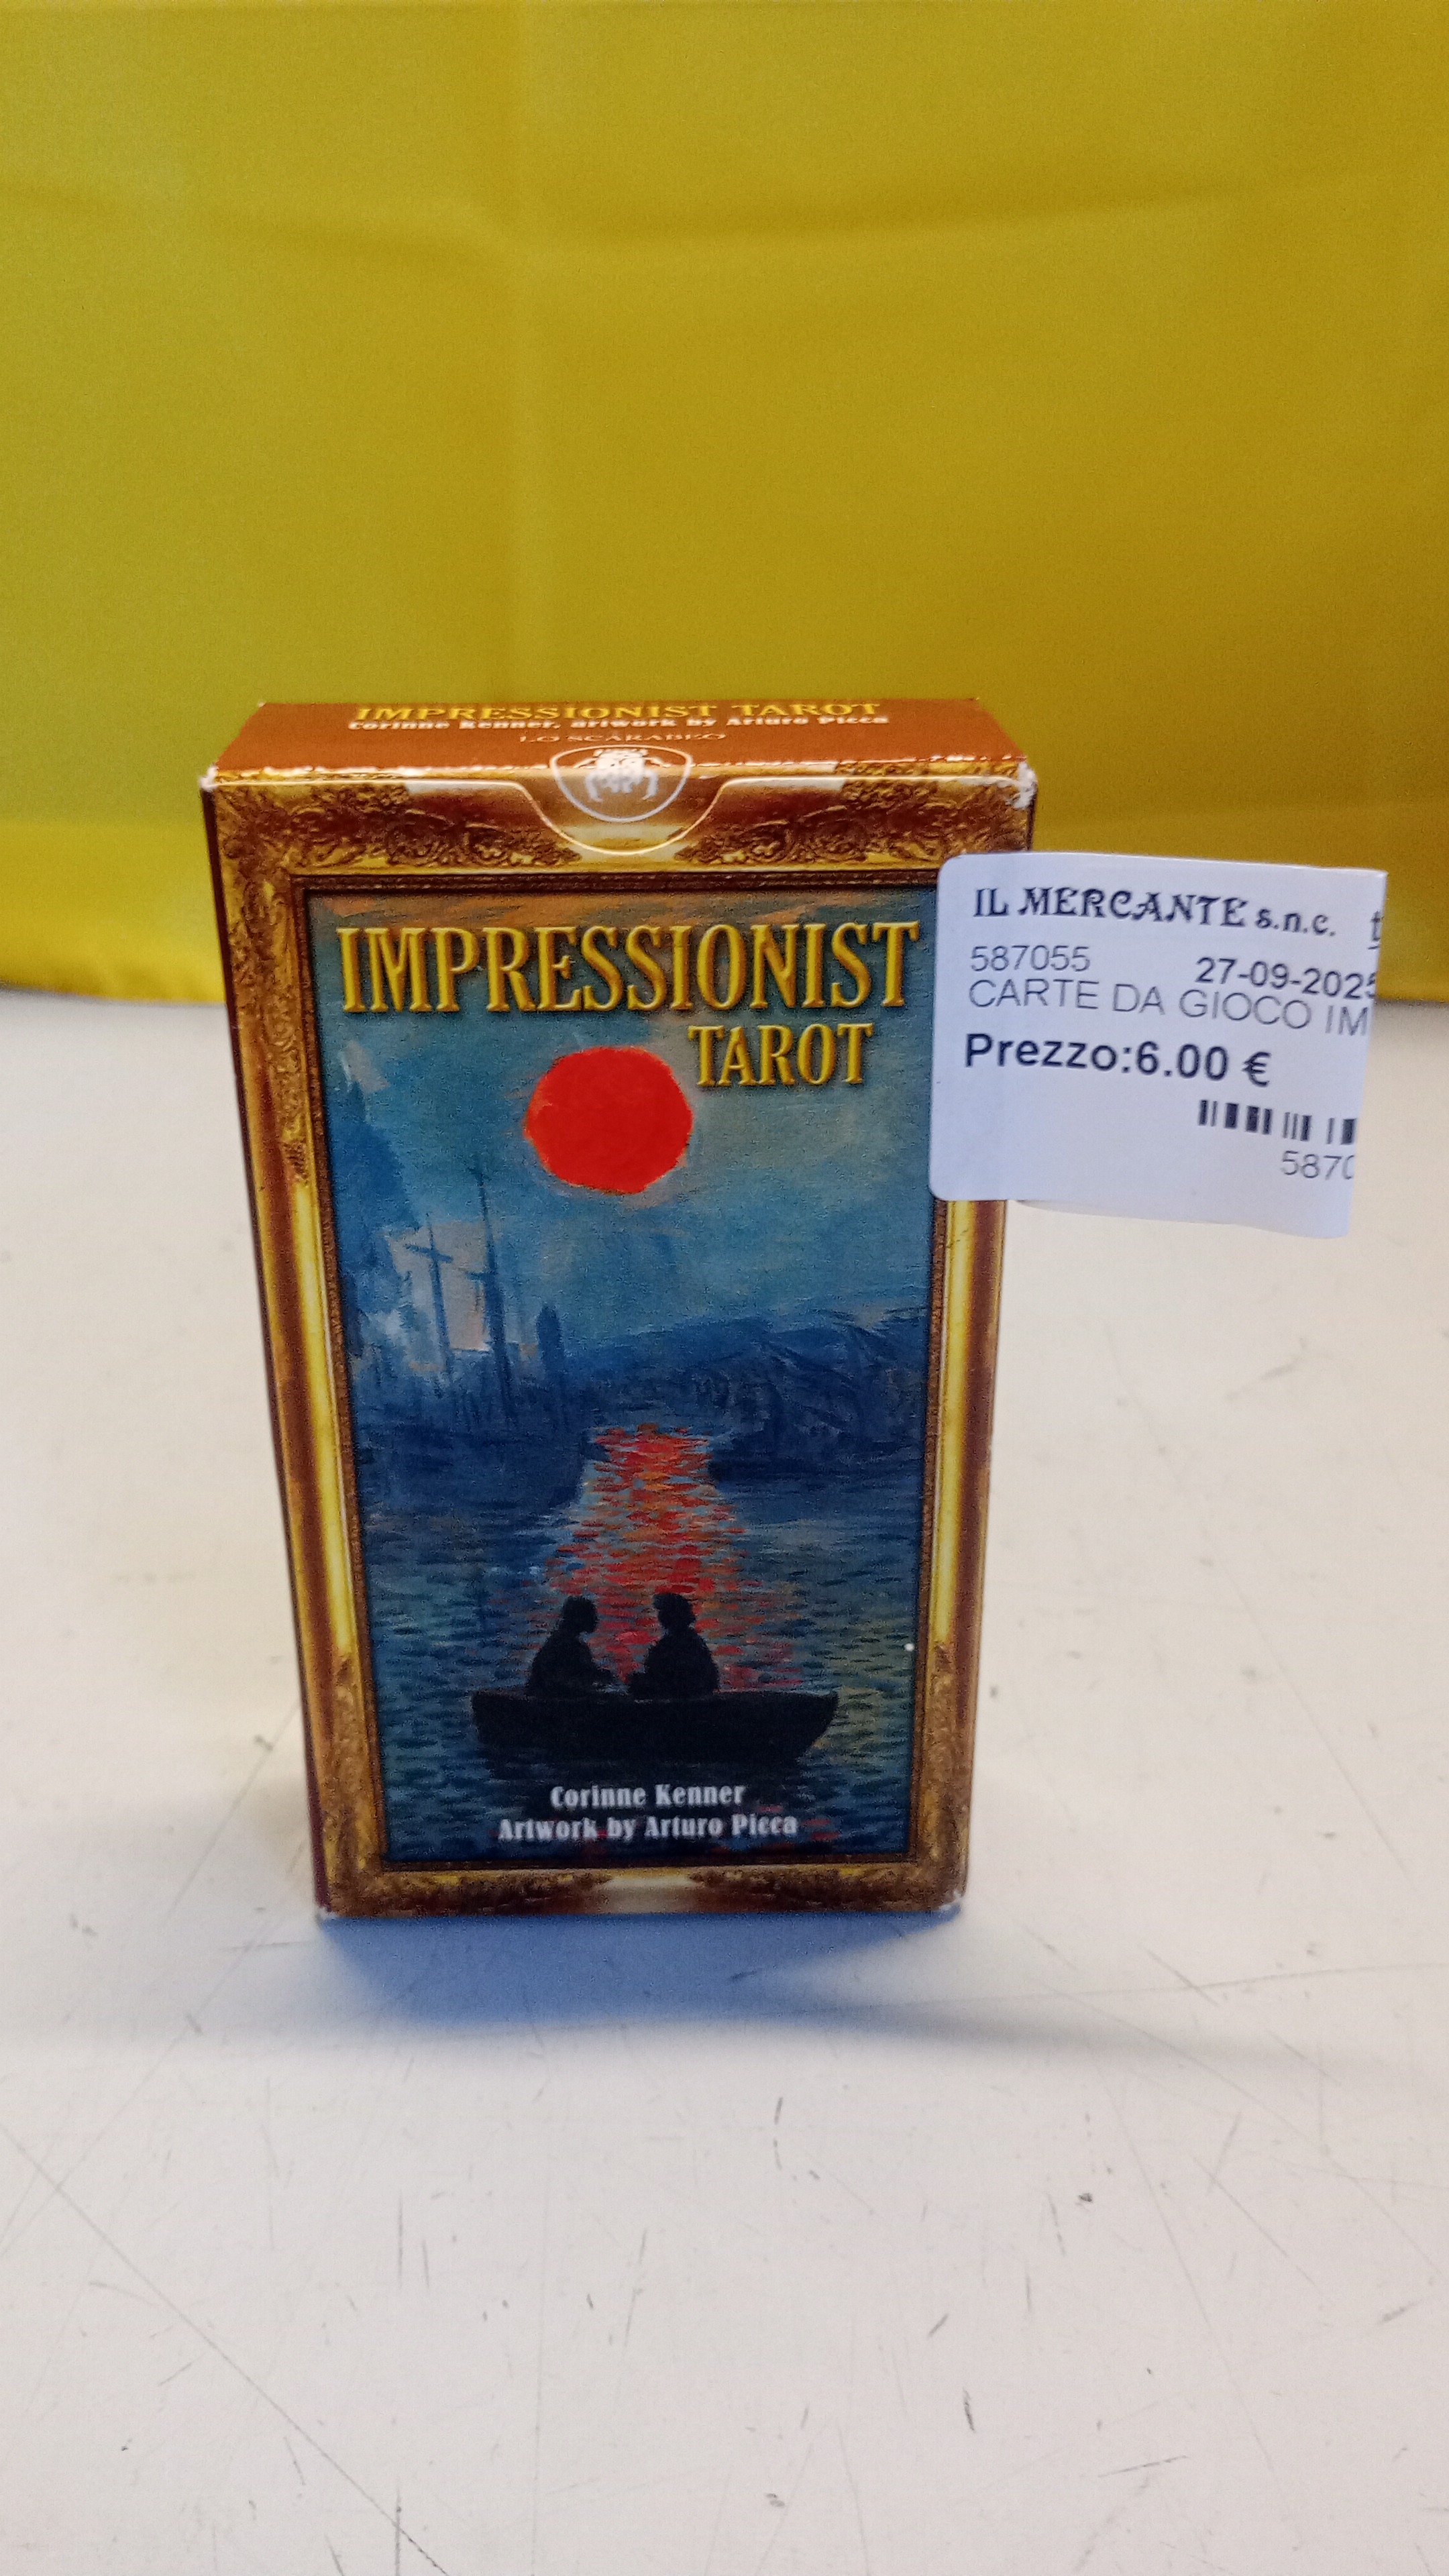 IMPRESSIONIST TAROT
Corinne Kenner, artwork by Arturo Picca
LO SCARABEO
IMPRESSIONIST
TAROT
Corinne Kenner
Artwork by Arturo Picca
IL MERCANTE s.n.c.
587055 27-09-2025
CARTE DA GIOCO IM
Prezzo:6.00 €
587